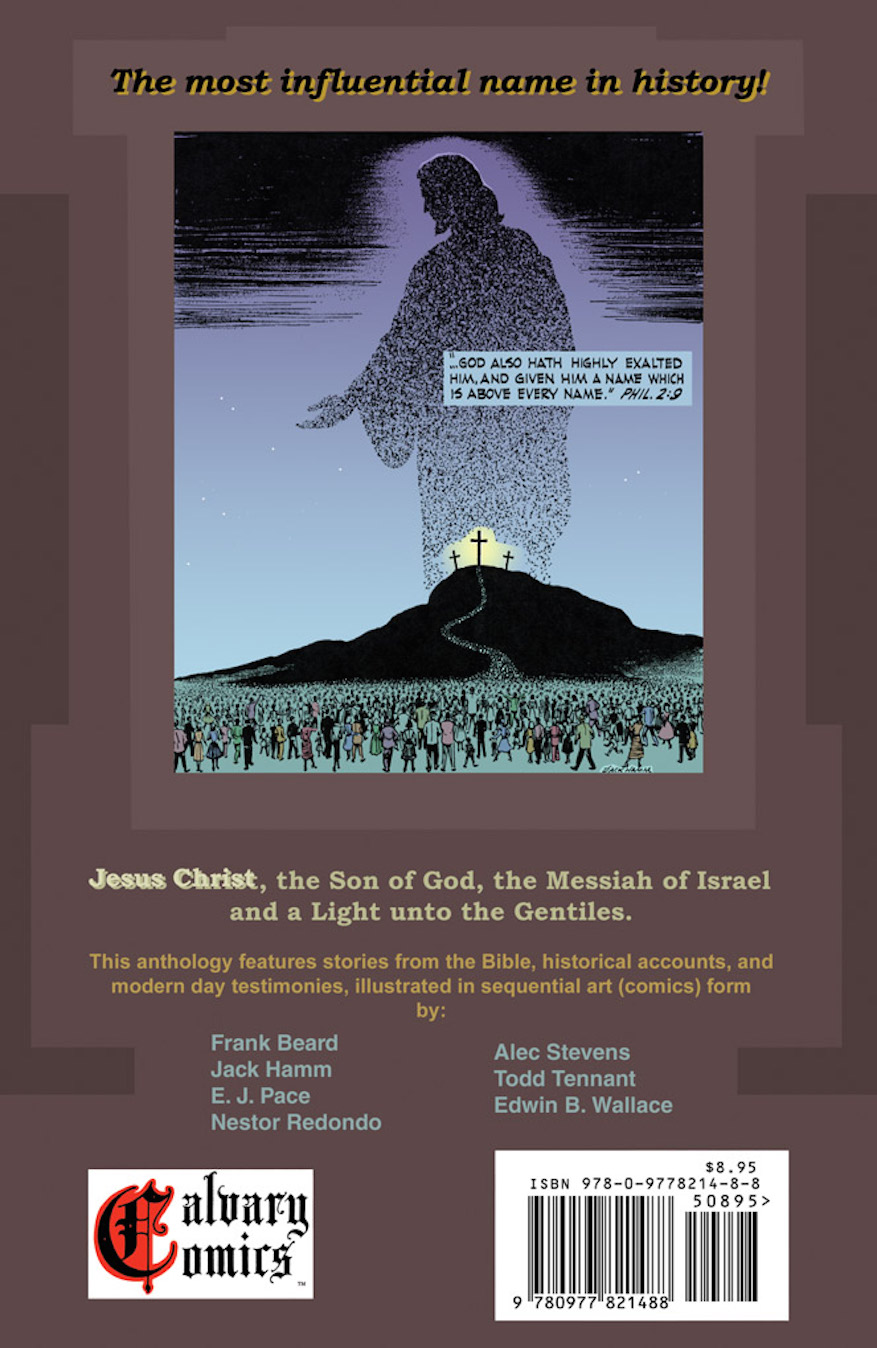 The most influential name in history!
"...GOD ALSO HATH HIGHLY EXALTED
HIM, AND GIVEN HIM A NAME WHICH
IS ABOVE EVERY NAME." PHIL. 2:9
JACK HAMM
Jesus Christ, the Son of God, the Messiah of Israel
and a Light unto the Gentiles.
This anthology features stories from the Bible, historical accounts, and
modern day testimonies, illustrated in sequential art (comics) form
by:
Frank Beard
Jack Hamm
E. J. Pace
Nestor Redondo
Alec Stevens
Todd Tennant
Edwin B. Wallace
Calvary
Comics
TM
$8.95
ISBN 978-0-9778214-8-8
50895>
9 780977 821488